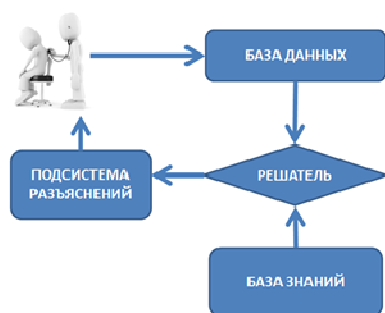 БАЗА ДАННЫХ
ПОДСИСТЕМА
РАЗЪЯСНЕНИЙ
РЕШАТЕЛЬ
БАЗА ЗНАНИЙ